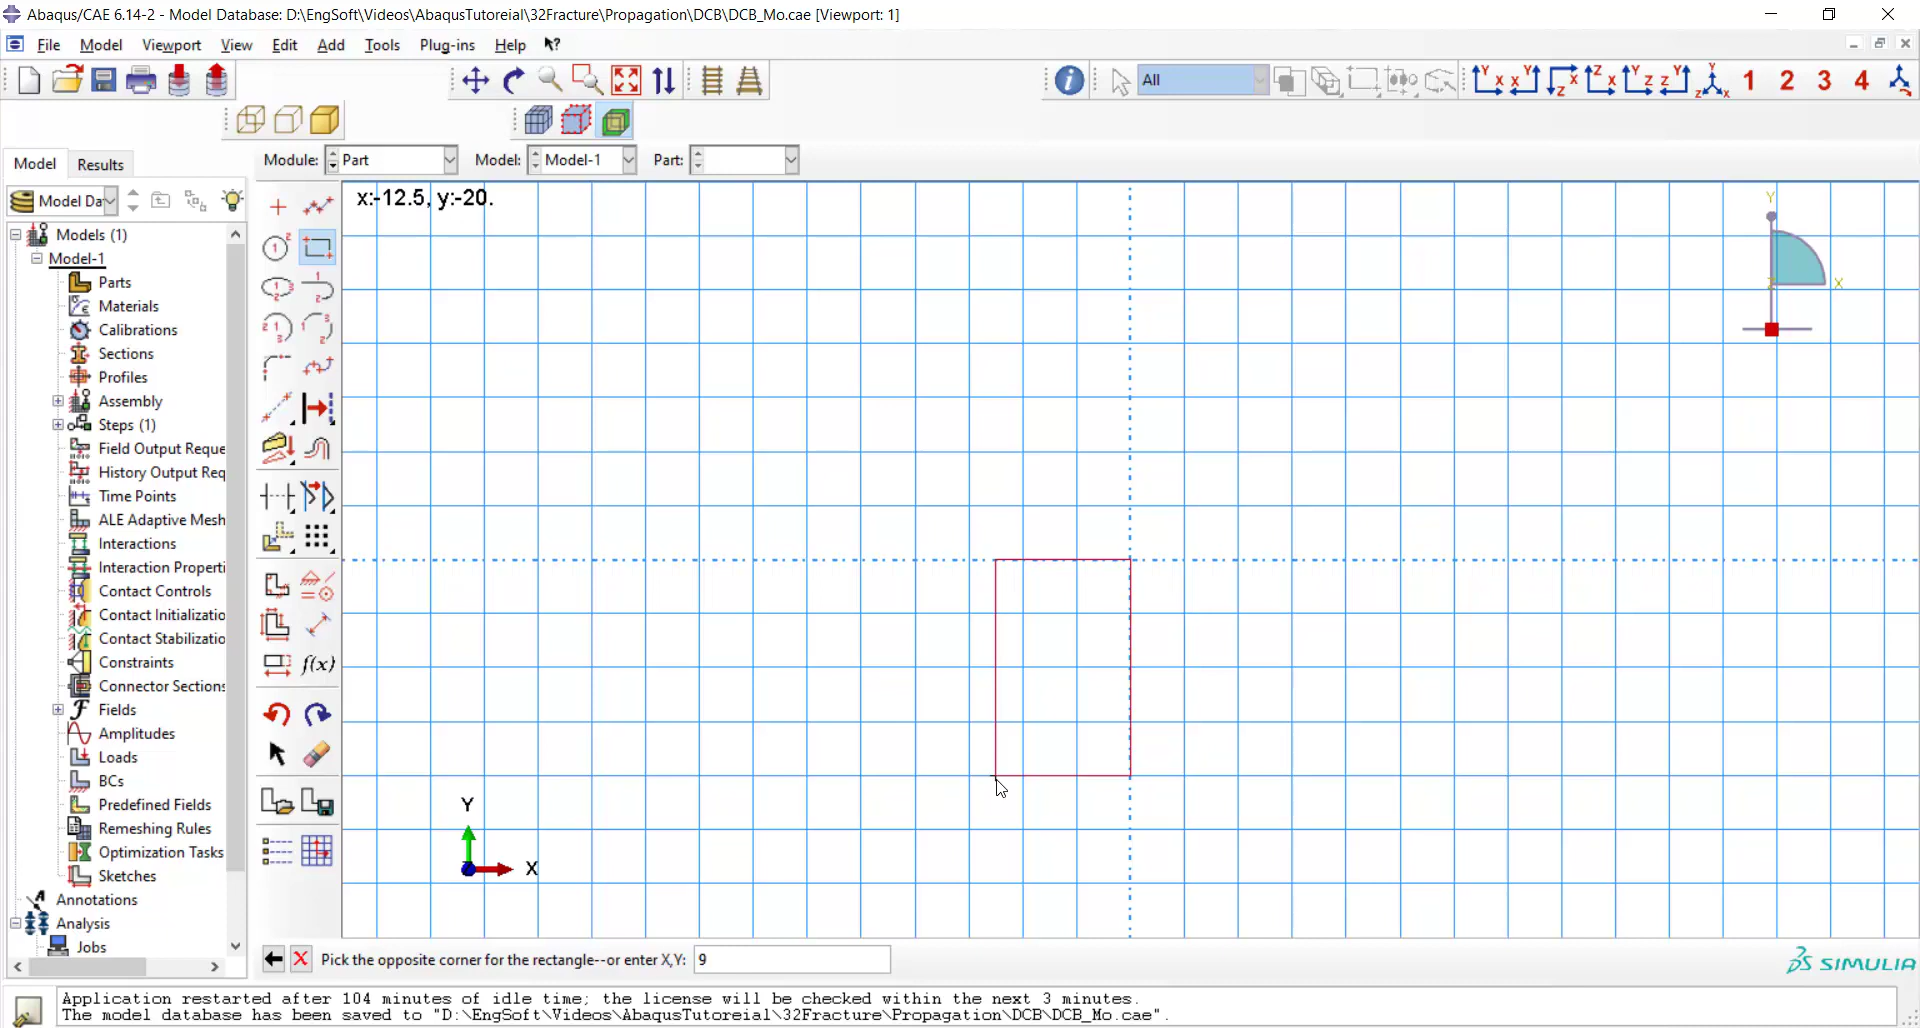 Abaqus/CAE 6.14-2 - Model Database: D:\EngSoft\Videos\AbaqusTutoreial\32Fracture\Propagation\DCB\DCB_Mo.cae [Viewport: 1]
File Model Viewport View Edit Add Tools Plug-ins Help
All
1 2 3 4
Model Results
Module: Part Model: Model-1 Part:
Model Da
x:-12.5, y:-20.
Models (1)
Model-1
Parts
Materials
Calibrations
Sections
Profiles
Assembly
Steps (1)
Field Output Reque
History Output Req
Time Points
ALE Adaptive Mesh
Interactions
Interaction Properti
Contact Controls
Contact Initializatio
Contact Stabilizatio
Constraints
Connector Sections
Fields
Amplitudes
Loads
BCs
Predefined Fields
Remeshing Rules
Optimization Tasks
Sketches
Annotations
Analysis
Jobs
f(x)
Y
X
Y
Z
X
Pick the opposite corner for the rectangle--or enter X,Y: 9
SIMULIA
Application restarted after 104 minutes of idle time; the license will be checked within the next 3 minutes.
The model database has been saved to "D:\EngSoft\Videos\AbaqusTutoreial\32Fracture\Propagation\DCB\DCB_Mo.cae".